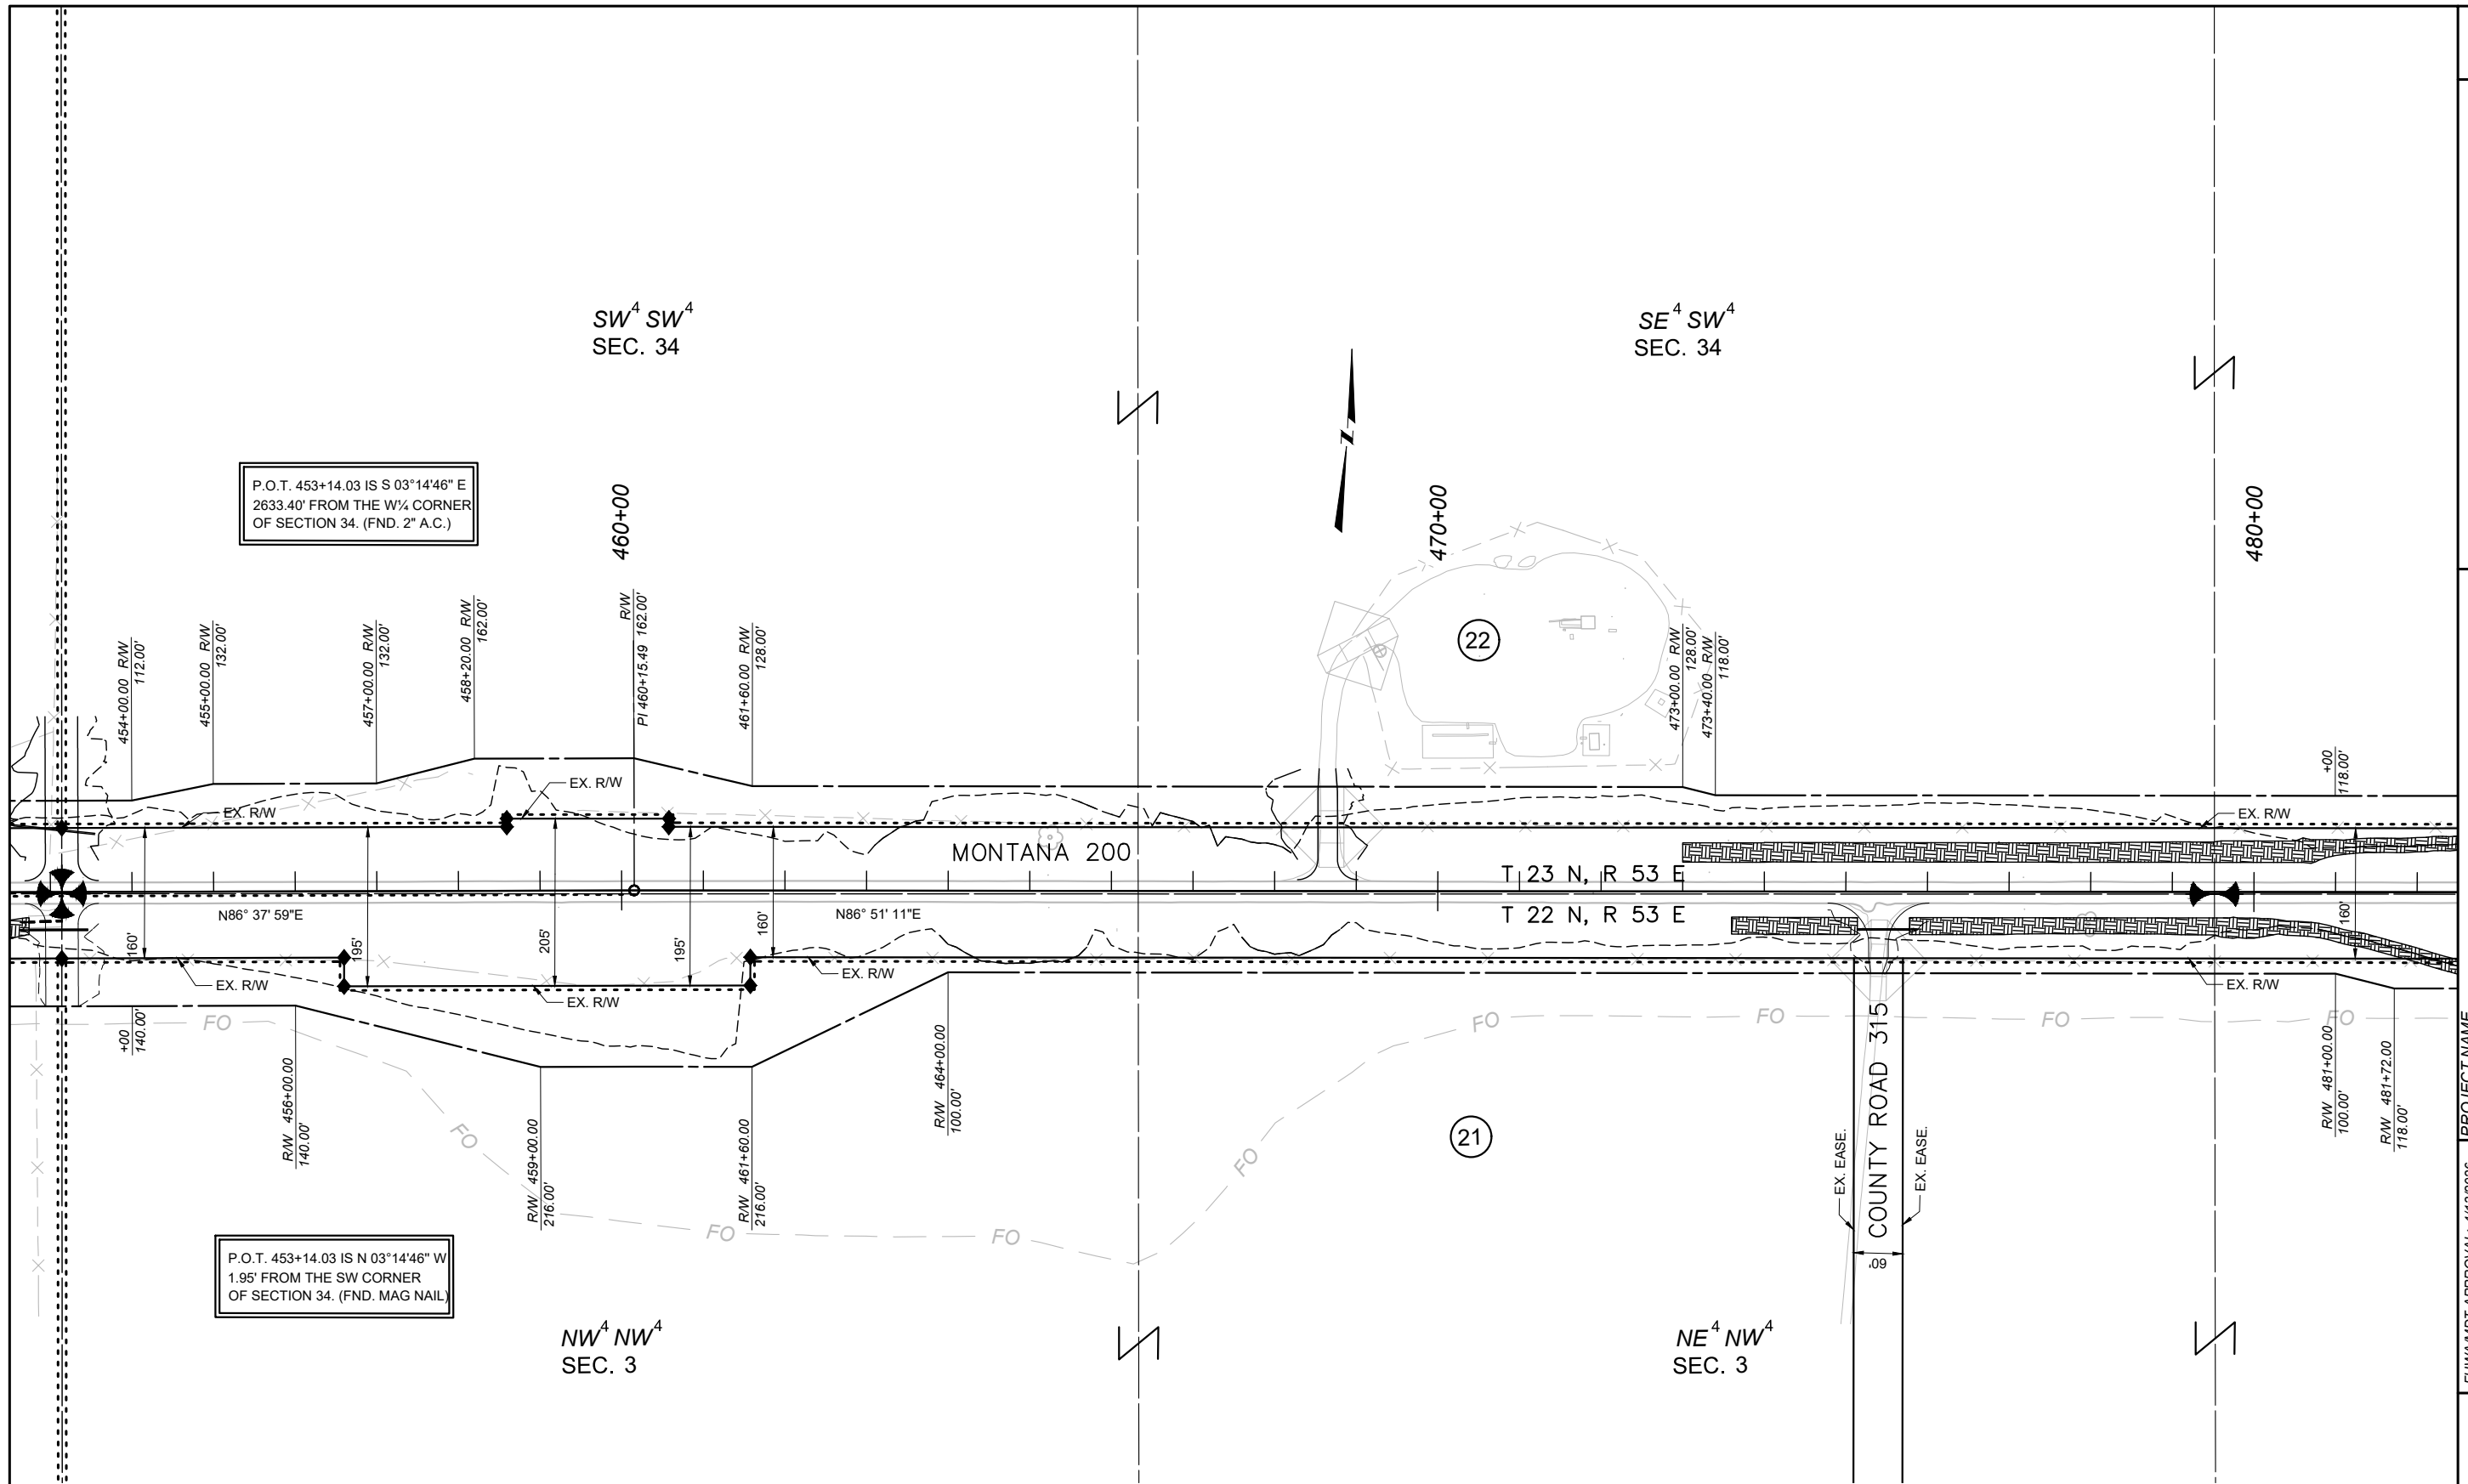 SW4 SW4
SEC. 34
SE4 SW4
SEC. 34
N
P.O.T. 453+14.03 IS S 03°14'46" E
2633.40' FROM THE W¼ CORNER
OF SECTION 34. (FND. 2" A.C.)
460+00
470+00
480+00
454+00.00 R/W
112.00'
455+00.00 R/W
132.00'
457+00.00 R/W
132.00'
458+20.00 R/W
162.00'
R/W
PI 460+15.49 162.00'
461+60.00 R/W
128.00'
22
473+00.00 R/W
128.00'
473+40.00 R/W
118.00'
+00
118.00'
EX. R/W
EX. R/W
EX. R/W
MONTANA 200
T 23 N, R 53 E
T 22 N, R 53 E
N86° 37' 59"E
N86° 51' 11"E
160'
195'
205'
195'
160'
160'
EX. R/W
EX. R/W
EX. R/W
EX. R/W
FO
FO
FO
FO
FO
FO
FO
FO
FO
+00
140.00'
R/W 456+00.00
140.00'
R/W 459+00.00
216.00'
R/W 461+60.00
216.00'
R/W 464+00.00
100.00'
21
EX. EASE.
COUNTY ROAD 315
EX. EASE.
60'
R/W 481+00.00
100.00'
R/W 481+72.00
118.00'
P.O.T. 453+14.03 IS N 03°14'46" W
1.95' FROM THE SW CORNER
OF SECTION 34. (FND. MAG NAIL)
NW4 NW4
SEC. 3
NE4 NW4
SEC. 3
PROJECT NAME